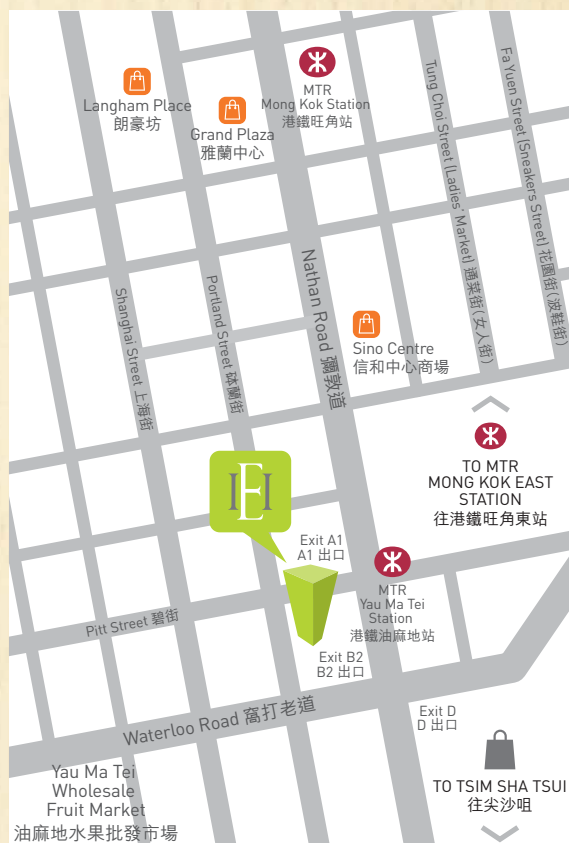 Langham Place
朗豪坊
Grand Plaza
雅蘭中心
MTR
Mong Kok Station
港鐵旺角站
Tung Choi Street (Ladies' Market) 通菜街(女人街)
Fa Yuen Street (Sneakers Street) 花園街(波鞋街)
Shanghai Street 上海街
Portland Street 砵蘭街
Nathan Road 彌敦道
Sino Centre
信和中心商場
TO MTR
MONG KOK EAST
STATION
往港鐵旺角東站
IEI
Exit A1
A1 出口
MTR
Yau Ma Tei
Station
港鐵油麻地站
Pitt Street 碧街
Exit B2
B2 出口
Waterloo Road 窩打老道
Exit D
D 出口
Yau Ma Tei
Wholesale
Fruit Market
油麻地水果批發市場
TO TSIM SHA TSUI
往尖沙咀